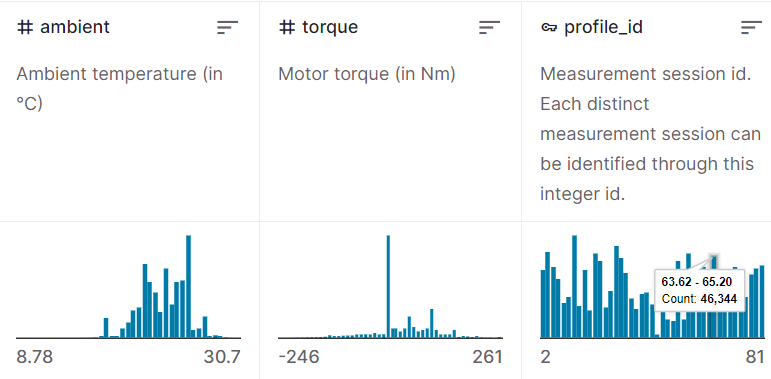 # ambient
Ambient temperature (in
°C)
8.78 30.7
# torque
Motor torque (in Nm)
-246 261
profile_id
Measurement session id.
Each distinct
measurement session can
be identified through this
integer id.
63.62 - 65.20
Count: 46,344
2 81